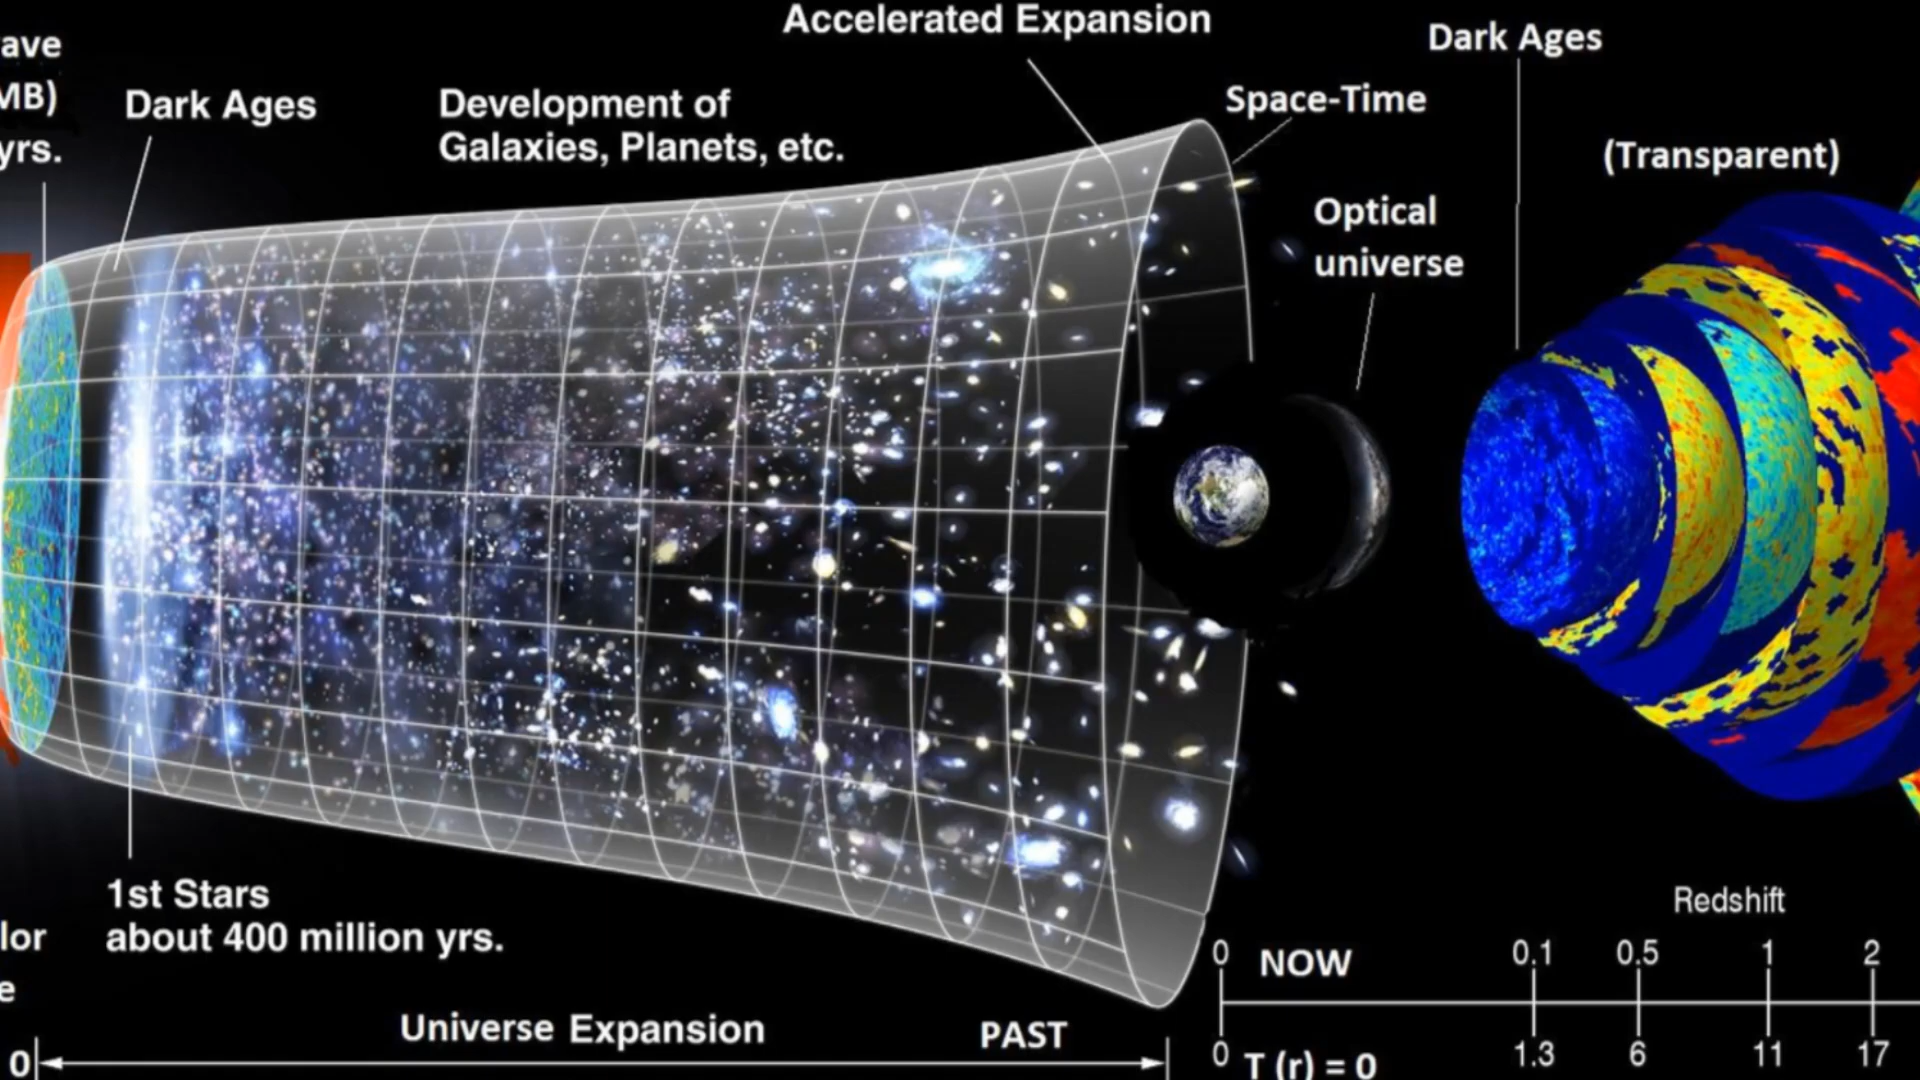 Accelerated Expansion
Dark Ages
ave
MB)
yrs.
Dark Ages
Development of
Galaxies, Planets, etc.
Space-Time
(Transparent)
Optical
universe
1st Stars
about 400 million yrs.
lor
e
Redshift
0
NOW
0.1
0.5
1
2
Universe Expansion
PAST
0
0
T (r) = 0
1.3
6
11
17